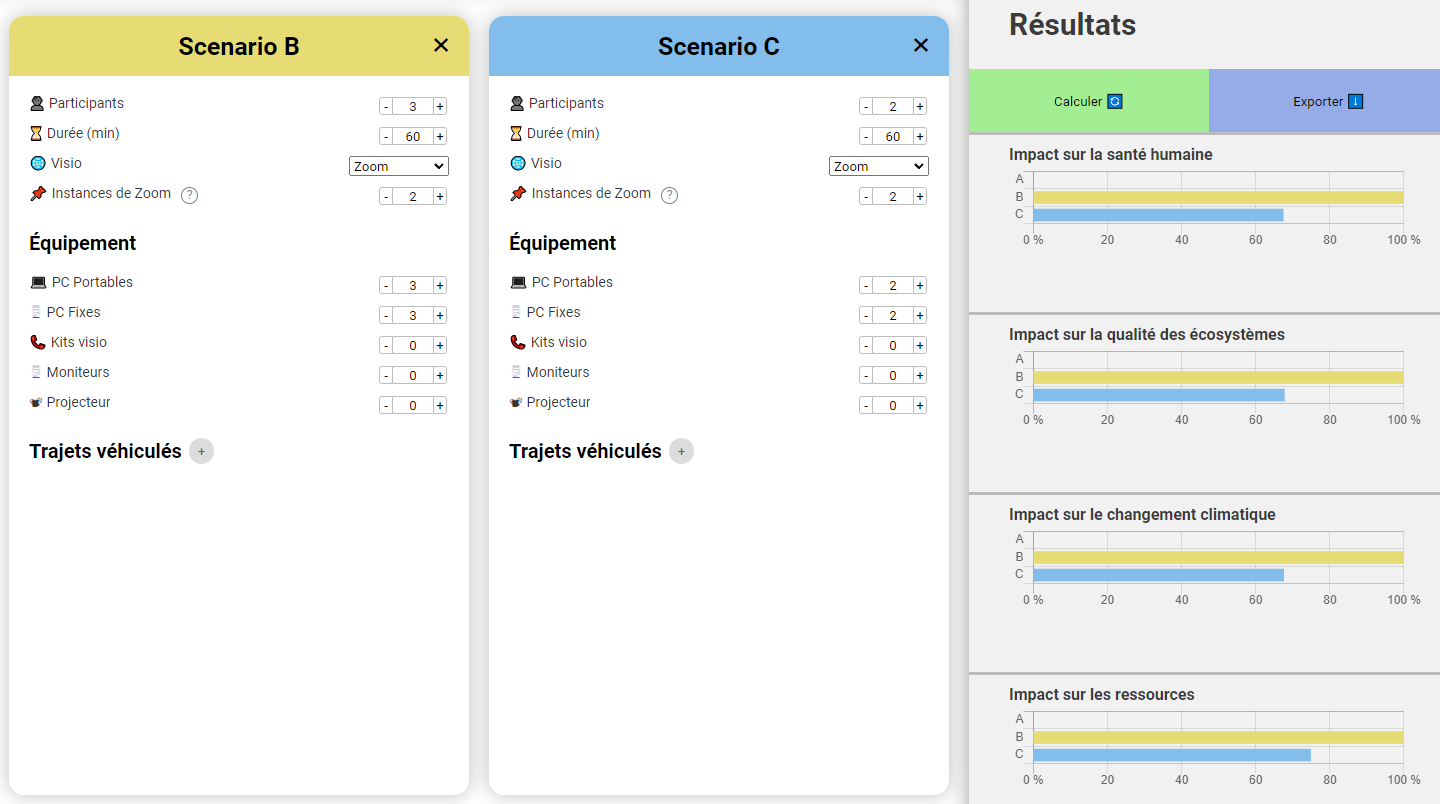 Scenario B ✕
Participants - 3 +
Durée (min) - 60 +
Visio Zoom
Instances de Zoom ? - 2 +
Équipement
PC Portables - 3 +
PC Fixes - 3 +
Kits visio - 0 +
Moniteurs - 0 +
Projecteur - 0 +
Trajets véhiculés +
Scenario C ✕
Participants - 2 +
Durée (min) - 60 +
Visio Zoom
Instances de Zoom ? - 2 +
Équipement
PC Portables - 2 +
PC Fixes - 2 +
Kits visio - 0 +
Moniteurs - 0 +
Projecteur - 0 +
Trajets véhiculés +
Résultats
Calculer Exporter
Impact sur la santé humaine
A
B
C
0 % 20 40 60 80 100 %
Impact sur la qualité des écosystèmes
A
B
C
0 % 20 40 60 80 100 %
Impact sur le changement climatique
A
B
C
0 % 20 40 60 80 100 %
Impact sur les ressources
A
B
C
0 % 20 40 60 80 100 %